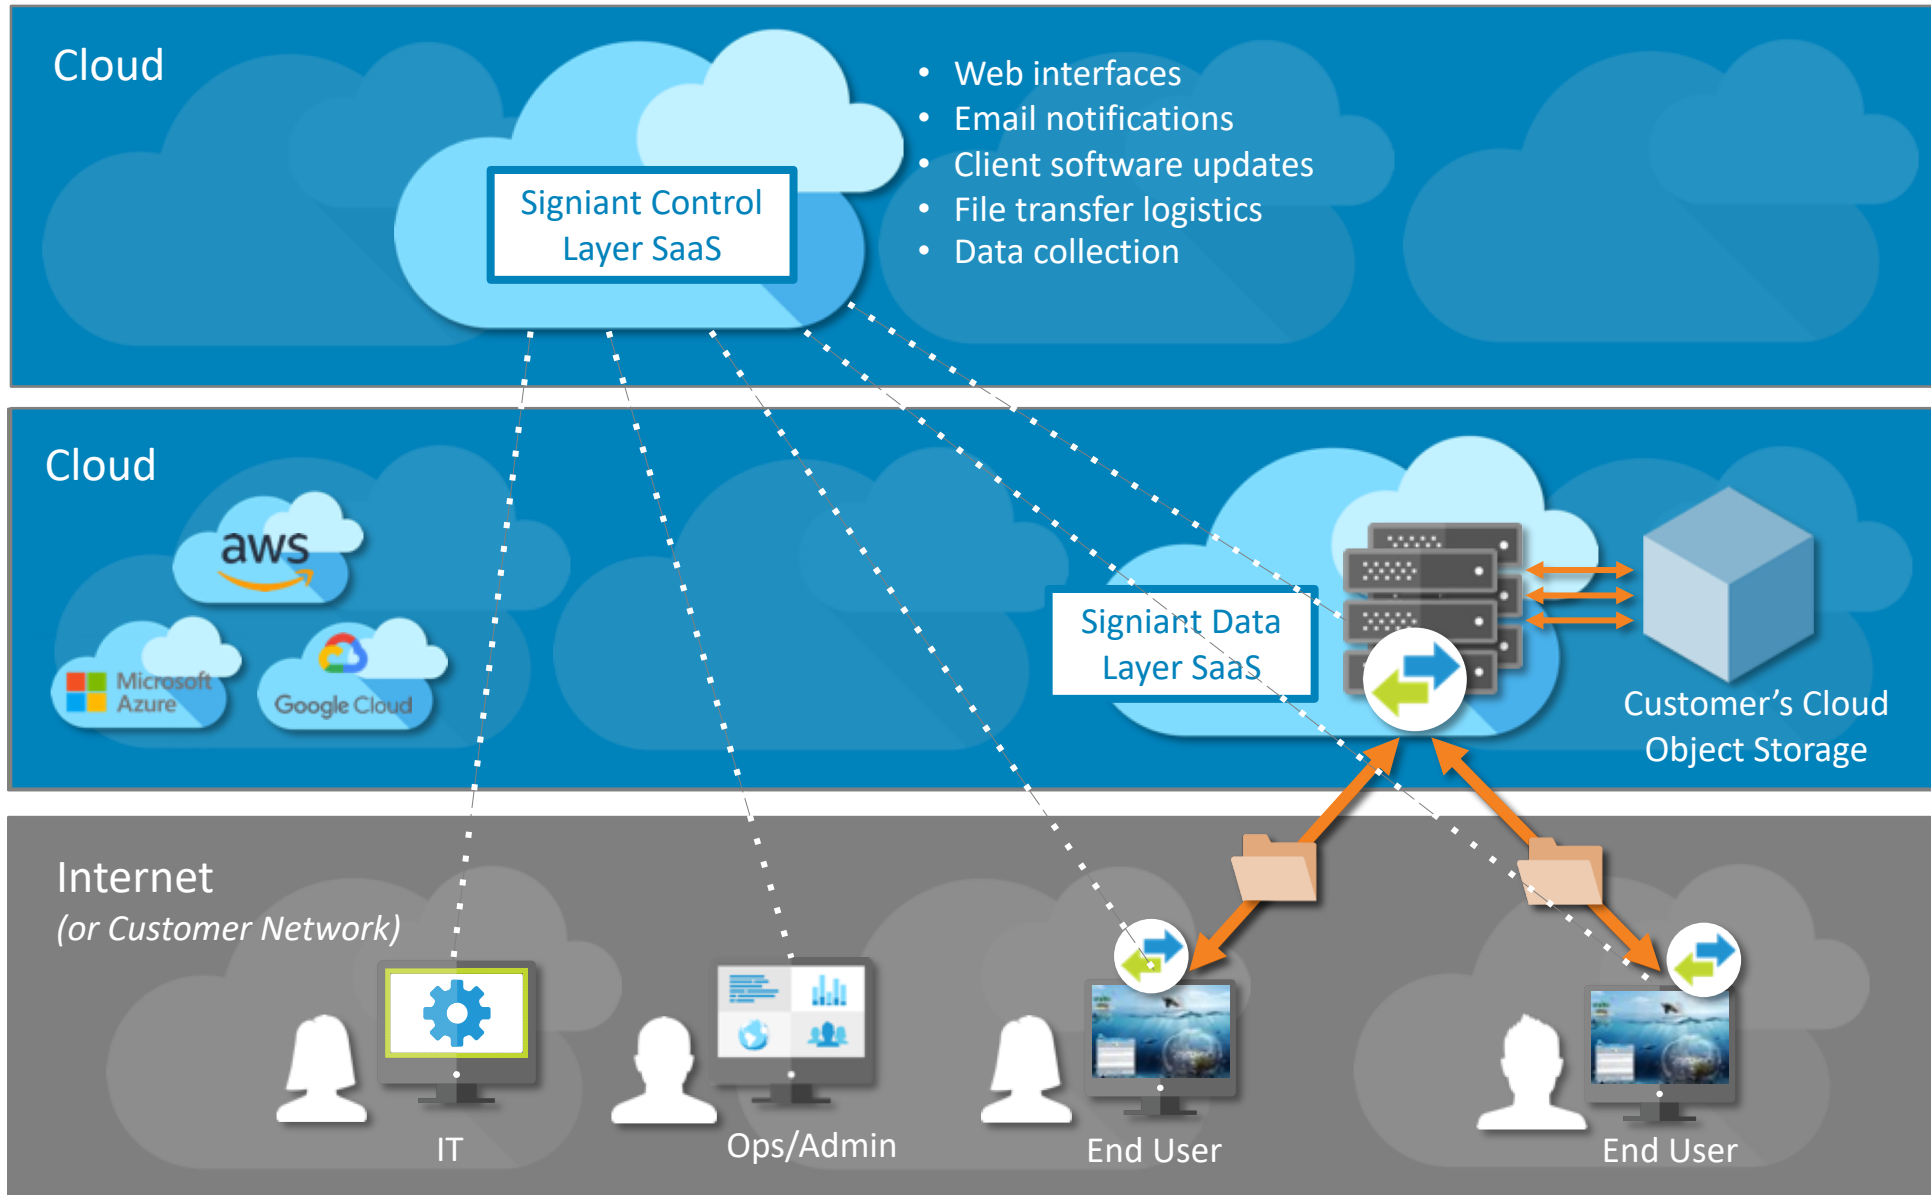 Cloud
• Web interfaces
• Email notifications
• Client software updates
• File transfer logistics
• Data collection
Signiant Control
Layer SaaS
Cloud
aws
Microsoft
Azure
Google Cloud
Signiant Data
Layer SaaS
Customer’s Cloud
Object Storage
Internet
(or Customer Network)
IT
Ops/Admin
End User
End User